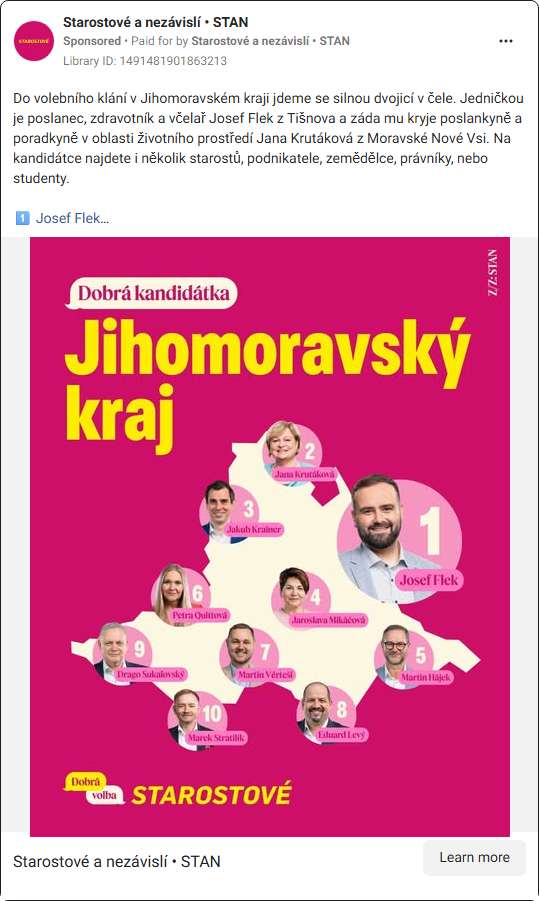 Starostové a nezávislí • STAN
STAROSTOVÉ
Sponsored • Paid for by Starostové a nezávislí • STAN
Library ID: 1491481901863213
Do volebního klání v Jihomoravském kraji jdeme se silnou dvojicí v čele. Jedničkou
je poslanec, zdravotník a včelař Josef Flek z Tišnova a záda mu kryje poslankyně a
poradkyně v oblasti životního prostředí Jana Krutáková z Moravské Nové Vsi. Na
kandidátce najdete i několik starostů, podnikatele, zemědělce, právníky, nebo
studenty.
1️⃣ Josef Flek…
Z/Z: STAN
Dobrá kandidátka
Jihomoravský
kraj
2
Jana Krutáková
3
Jakub Krainer
1
Josef Flek
6
Petra Quittová
4
Jaroslava Mikáčová
9
Drago Sukalovský
7
Martin Věrteší
5
Martin Hájek
10
Marek Stratilík
8
Eduard Levý
Dobrá
volba
STAROSTOVÉ
Starostové a nezávislí • STAN
Learn more